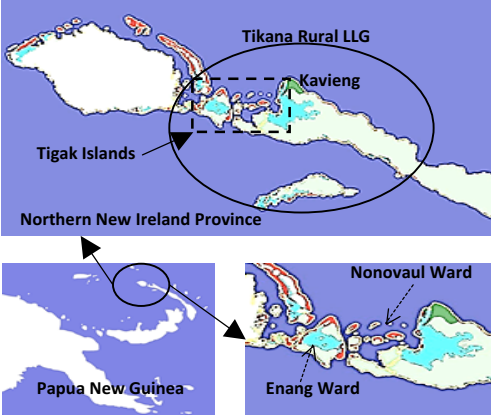 Tikana Rural LLG
Kavieng
Tigak Islands
Northern New Ireland Province
Nonovaul Ward
Papua New Guinea
Enang Ward